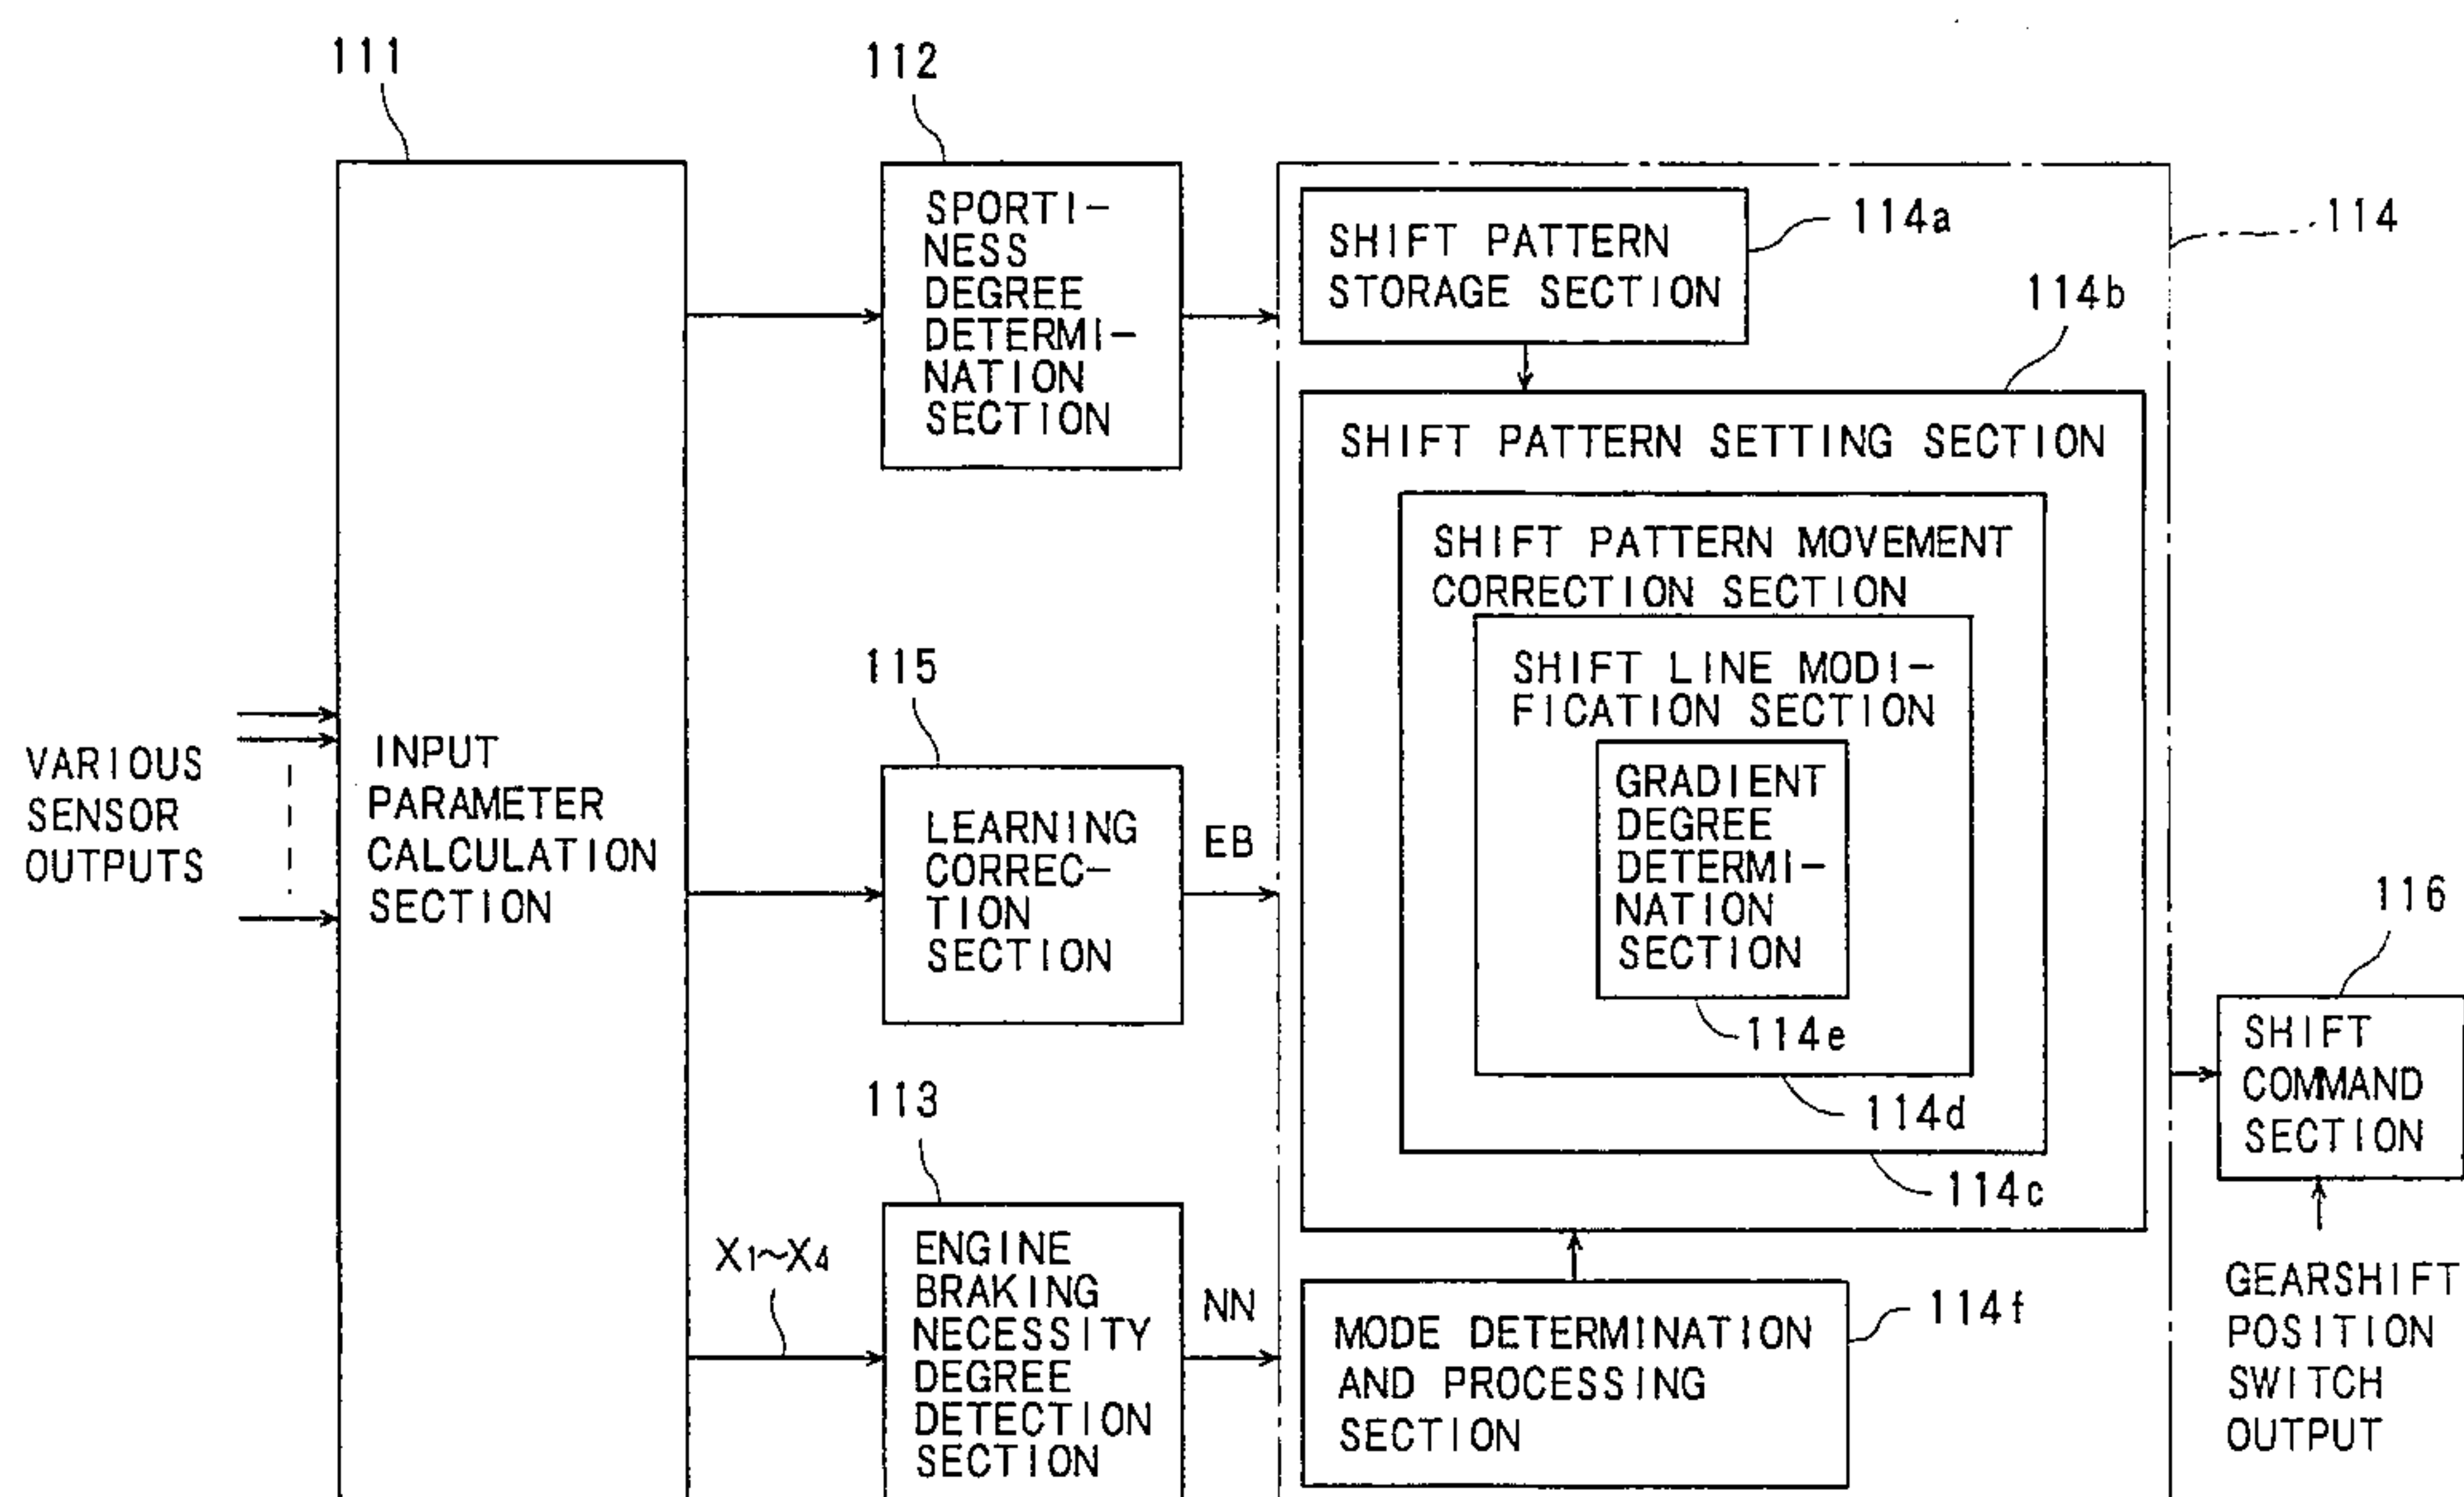 111
112
SPORTI-
NESS
DEGREE
DETERMI-
NATION
SECTION
SHIFT PATTERN
STORAGE SECTION
114a
114
114b
SHIFT PATTERN SETTING SECTION
SHIFT PATTERN MOVEMENT
CORRECTION SECTION
SHIFT LINE MODI-
FICATION SECTION
GRADIENT
DEGREE
DETERMI-
NATION
SECTION
114e
114d
114c
VARIOUS
SENSOR
OUTPUTS
INPUT
PARAMETER
CALCULATION
SECTION
115
LEARNING
CORREC-
TION
SECTION
EB
113
X1~X4
ENGINE
BRAKING
NECESSITY
DEGREE
DETECTION
SECTION
NN
MODE DETERMINATION
AND PROCESSING
SECTION
114f
116
SHIFT
COMMAND
SECTION
GEARSHIFT
POSITION
SWITCH
OUTPUT